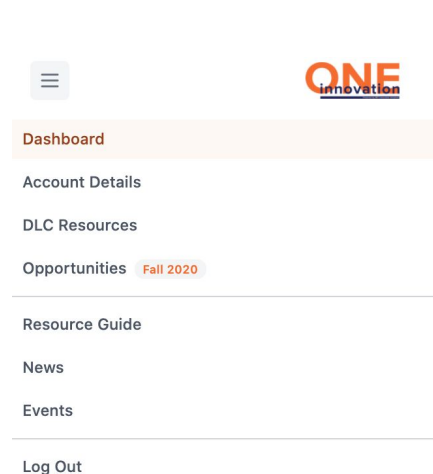 ONE
innovation
Dashboard
Account Details
DLC Resources
Opportunities Fall 2020
Resource Guide
News
Events
Log Out